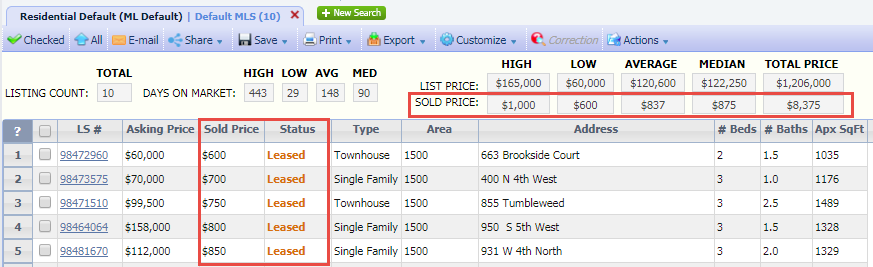 Residential Default (ML Default) | Default MLS (10) + New Search
Checked All E-mail Share Save Print Export Customize Correction Actions
TOTAL HIGH LOW AVG MED HIGH LOW AVERAGE MEDIAN TOTAL PRICE
LISTING COUNT: 10 DAYS ON MARKET: 443 29 148 90 LIST PRICE: $165,000 $60,000 $120,600 $122,250 $1,206,000
SOLD PRICE: $1,000 $600 $837 $875 $8,375
? LS # Asking Price Sold Price Status Type Area Address # Beds # Baths Apx SqFt
1 98472960 $60,000 $600 Leased Townhouse 1500 663 Brookside Court 2 1.5 1035
2 98473575 $70,000 $700 Leased Single Family 1500 400 N 4th West 3 1.0 1176
3 98471510 $99,500 $750 Leased Townhouse 1500 855 Tumbleweed 3 2.5 1489
4 98464064 $158,000 $800 Leased Single Family 1500 950 S 5th West 3 1.5 1328
5 98481670 $112,000 $850 Leased Single Family 1500 931 W 4th North 3 2.0 1329